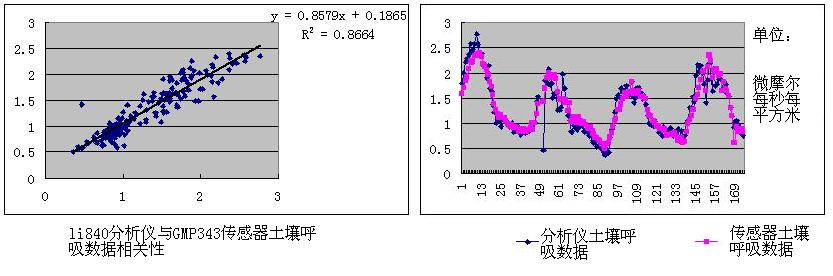 y = 0.8579x + 0.1865
R² = 0.8664
3
2.5
2
1.5
1
0.5
0
0 1 2 3
li840分析仪与GMP343传感器土壤呼
吸数据相关性
3
2.5
2
1.5
1
0.5
0
1 13 25 37 49 61 73 85 97 109 121 133 145 157 169
单位:
微摩尔
每秒每
平方米
分析仪土壤呼
吸数据
传感器土壤
呼吸数据